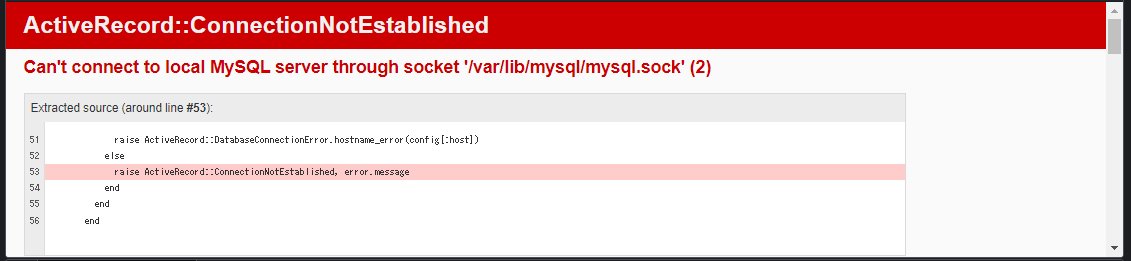 ActiveRecord::ConnectionNotEstablished
Can't connect to local MySQL server through socket '/var/lib/mysql/mysql.sock' (2)
Extracted source (around line #53):
51 raise ActiveRecord::DatabaseConnectionError.hostname_error(config[:host])
52 else
53 raise ActiveRecord::ConnectionNotEstablished, error.message
54 end
55 end
56 end